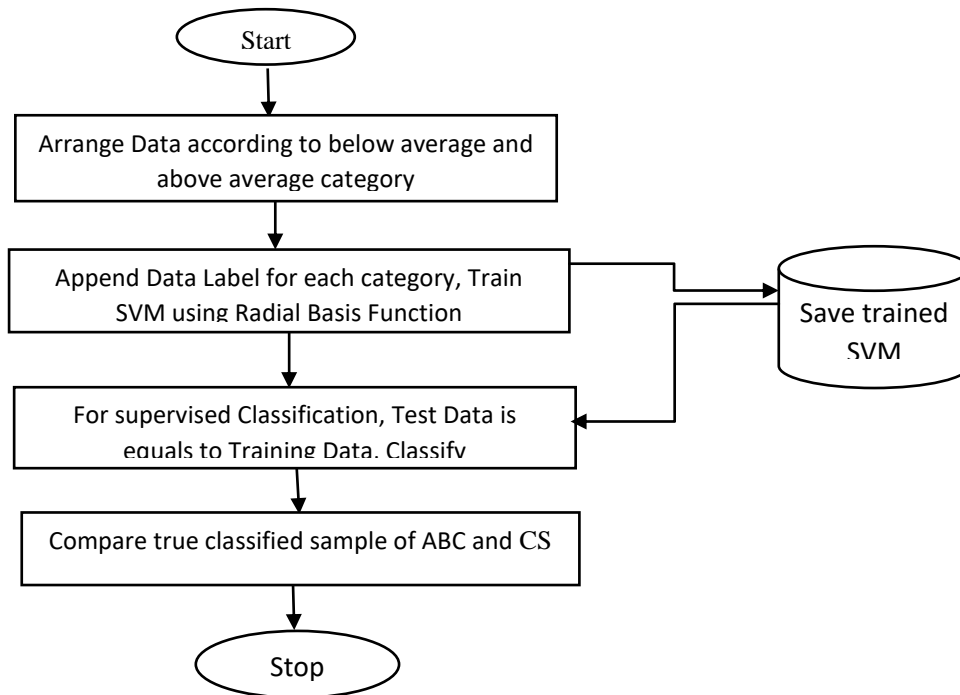 Start
Arrange Data according to below average and
above average category
Append Data Label for each category, Train
SVM using Radial Basis Function
Save trained
SVM
For supervised Classification, Test Data is
equals to Training Data. Classify
Compare true classified sample of ABC and CS
Stop